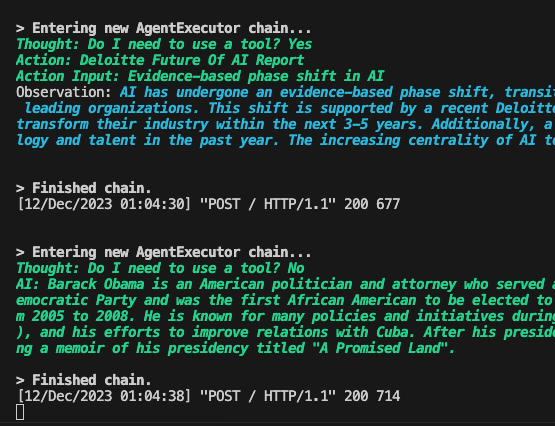 > Entering new AgentExecutor chain...
Thought: Do I need to use a tool? Yes
Action: Deloitte Future Of AI Report
Action Input: Evidence-based phase shift in AI
Observation: AI has undergone an evidence-based phase shift,
leading organizations. This shift is supported by a recent
transform their industry within the next 3-5 years. Additionally, a
logy and talent in the past year. The increasing centrality of AI
> Finished chain.
[12/Dec/2023 01:04:30] "POST / HTTP/1.1" 200 677
> Entering new AgentExecutor chain...
Thought: Do I need to use a tool? No
AI: Barack Obama is an American politician and attorney who served
emocratic Party and was the first African American to be elected to
m 2005 to 2008. He is known for many policies and initiatives
), and his efforts to improve relations with Cuba. After his
ng a memoir of his presidency titled "A Promised Land".
> Finished chain.
[12/Dec/2023 01:04:38] "POST / HTTP/1.1" 200 714